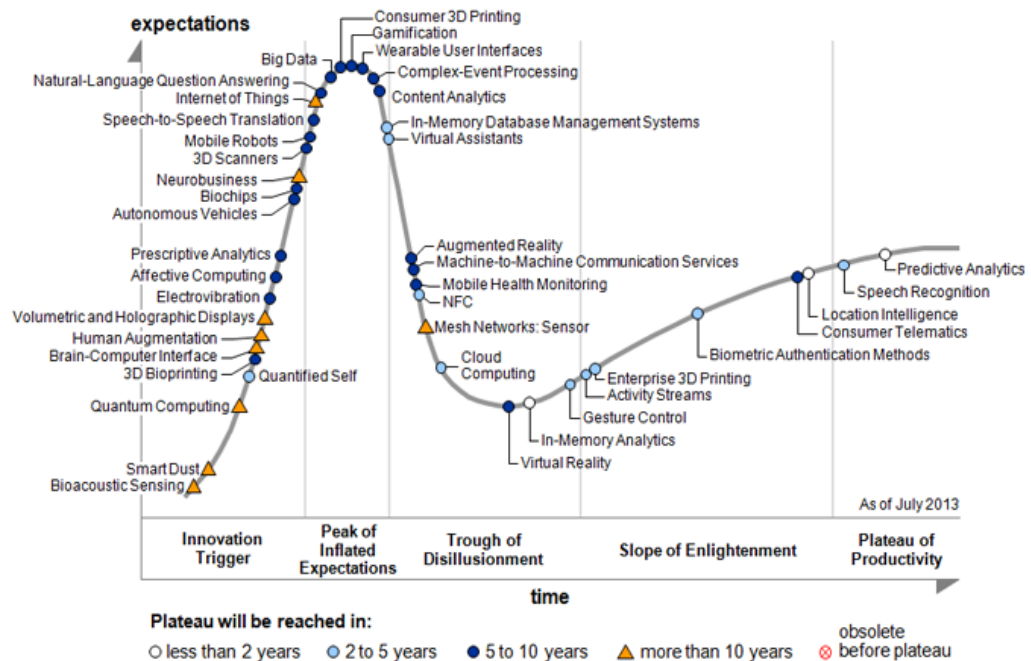 expectations
Consumer 3D Printing
Gamification
Wearable User Interfaces
Big Data
Complex-Event Processing
Natural-Language Question Answering
Content Analytics
Internet of Things
Speech-to-Speech Translation
In-Memory Database Management Systems
Mobile Robots
Virtual Assistants
3D Scanners
Neurobusiness
Biochips
Autonomous Vehicles
Augmented Reality
Prescriptive Analytics
Machine-to-Machine Communication Services
Affective Computing
Mobile Health Monitoring
Electrovibration
NFC
Volumetric and Holographic Displays
Mesh Networks: Sensor
Human Augmentation
Brain-Computer Interface
3D Bioprinting
Cloud
Computing
Quantified Self
Quantum Computing
Predictive Analytics
Speech Recognition
Location Intelligence
Consumer Telematics
Biometric Authentication Methods
Enterprise 3D Printing
Activity Streams
Gesture Control
In-Memory Analytics
Virtual Reality
Smart Dust
Bioacoustic Sensing
As of July 2013
Innovation
Trigger
Peak of
Inflated
Expectations
Trough of
Disillusionment
Slope of Enlightenment
Plateau of
Productivity
time
Plateau will be reached in:
less than 2 years
2 to 5 years
5 to 10 years
more than 10 years
obsolete
before plateau